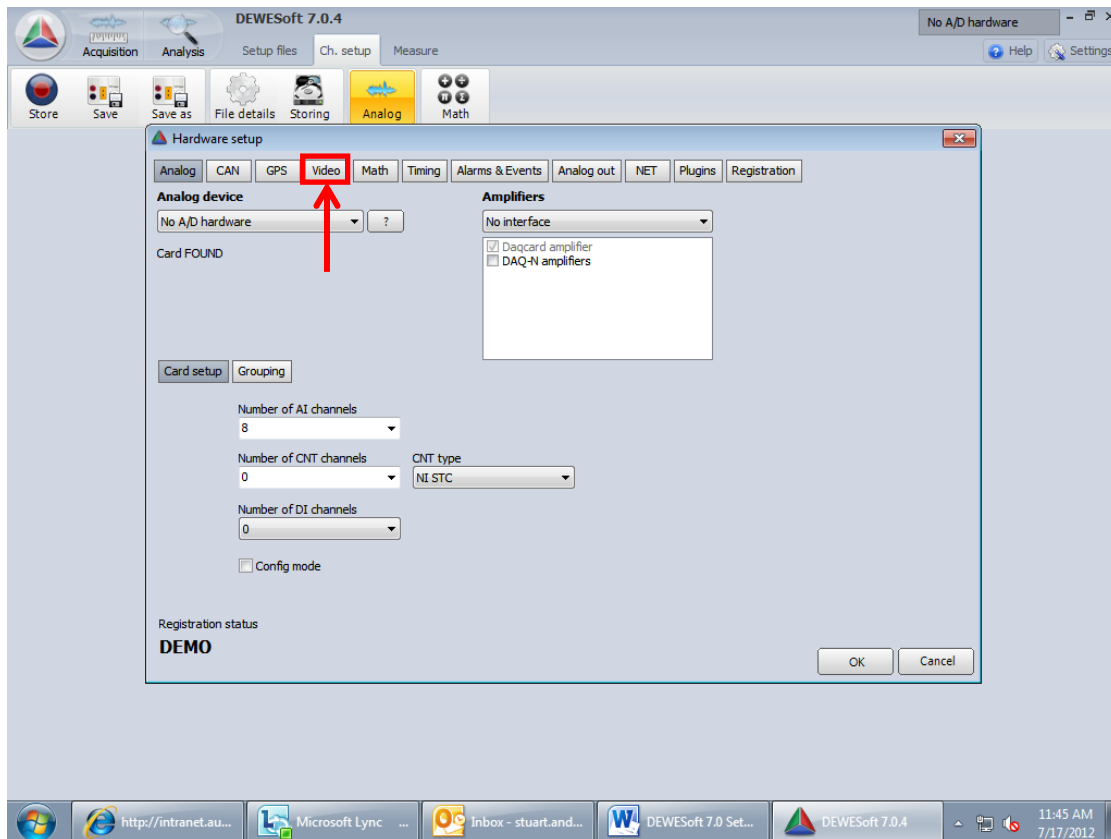 DEWESoft 7.0.4
No A/D hardware
Acquisition
Analysis
Setup files
Ch. setup
Measure
Help
Settings
Store
Save
Save as
File details
Storing
Analog
Math
Hardware setup
Analog
CAN
GPS
Video
Math
Timing
Alarms & Events
Analog out
NET
Plugins
Registration
Analog device
Amplifiers
No A/D hardware
?
No interface
Card FOUND
Daqcard amplifier
DAQ-N amplifiers
Card setup
Grouping
Number of AI channels
8
Number of CNT channels
CNT type
0
NI STC
Number of DI channels
0
Config mode
Registration status
DEMO
OK
Cancel
http://intranet.au...
Microsoft Lync ...
Inbox - stuart.and...
DEWESoft 7.0 Set...
DEWESoft 7.0.4
11:45 AM
7/17/2012